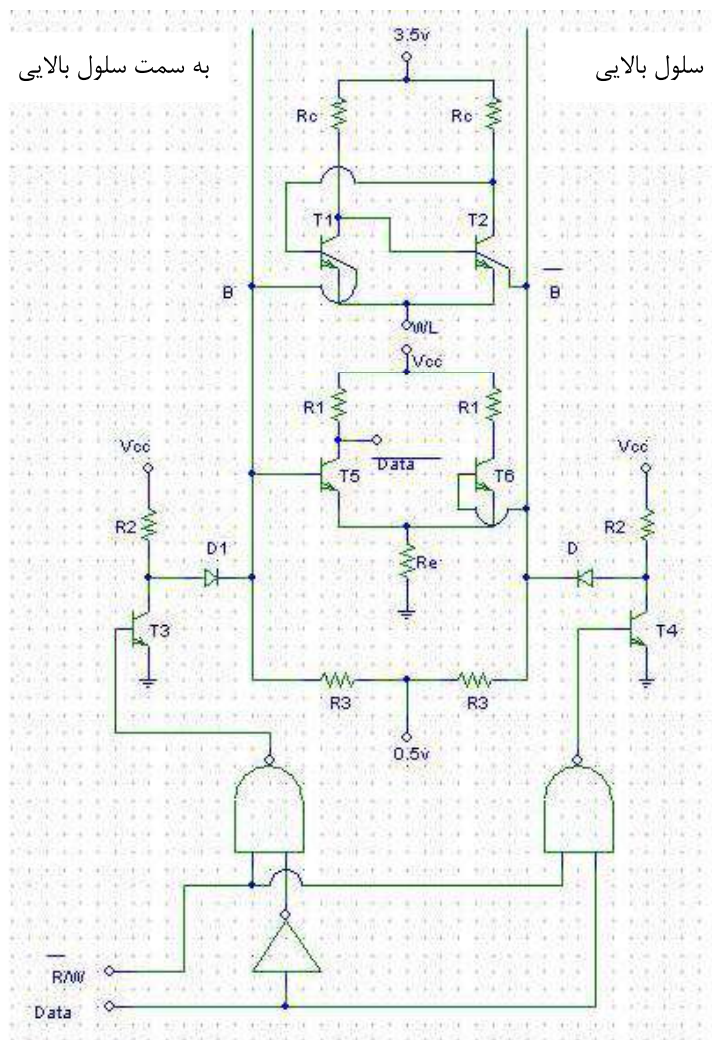 3.5v
به سمت سلول بالایی
سلول بالایی
Rc
Rc
T1
T2
B
B̅
WL
Vcc
R1
R1
Vcc
Vcc
D̅a̅t̅a̅
T5
T6
R2
R2
D1
D
Re
T3
T4
R3
R3
0.5v
R̅/W
Data